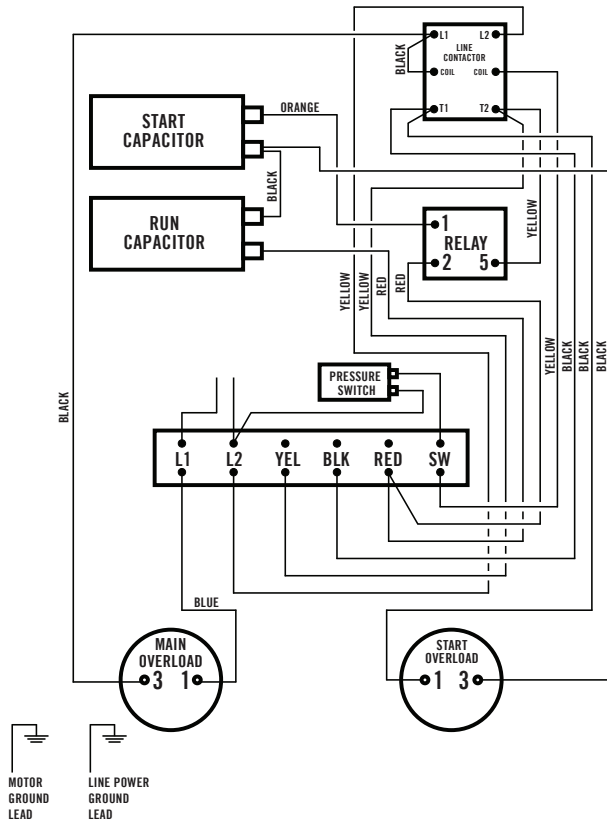 L1 L2
LINE
CONTACTOR
COIL COIL
T1 T2
BLACK
START
CAPACITOR
ORANGE
BLACK
RUN
CAPACITOR
1
RELAY
2 5
YELLOW
YELLOW
YELLOW
RED
RED
YELLOW
BLACK
BLACK
BLACK
BLACK
PRESSURE
SWITCH
L1 L2 YEL BLK RED SW
BLUE
MAIN
OVERLOAD
3 1
START
OVERLOAD
1 3
MOTOR
GROUND
LEAD
LINE POWER
GROUND
LEAD